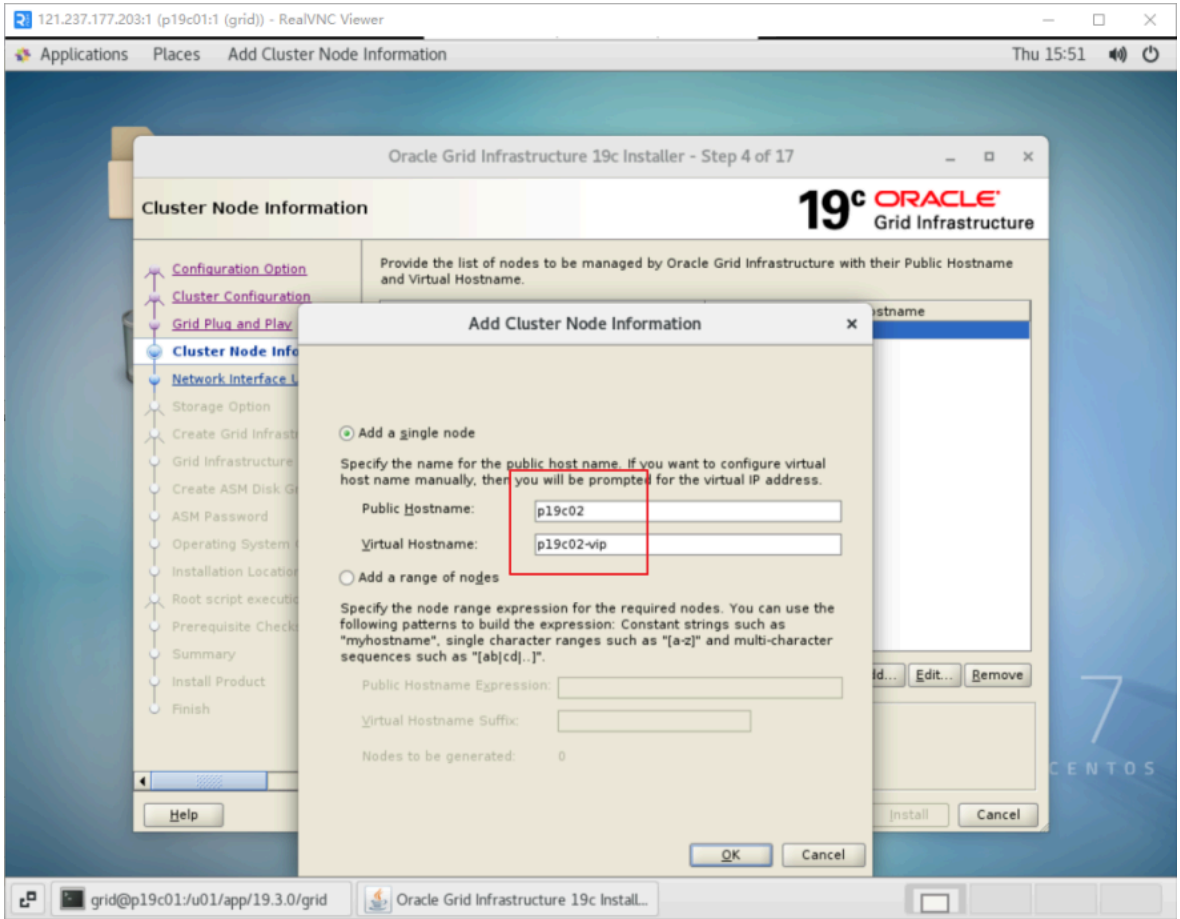 121.237.177.203:1 (p19c01:1 (grid)) - RealVNC Viewer
Applications Places Add Cluster Node Information Thu 15:51
Oracle Grid Infrastructure 19c Installer - Step 4 of 17
Cluster Node Information
19c ORACLE
Grid Infrastructure
Configuration Option
Cluster Configuration
Grid Plug and Play
Cluster Node Info
Network Interface U
Storage Option
Create Grid Infrast
Grid Infrastructure
Create ASM Disk G
ASM Password
Operating System
Installation Location
Root script executio
Prerequisite Check
Summary
Install Product
Finish
Provide the list of nodes to be managed by Oracle Grid Infrastructure with their Public Hostname
and Virtual Hostname.
ostname
Add Cluster Node Information
Add a single node
Specify the name for the public host name. If you want to configure virtual
host name manually, then you will be prompted for the virtual IP address.
Public Hostname: p19c02
Virtual Hostname: p19c02-vip
Add a range of nodes
Specify the node range expression for the required nodes. You can use the
following patterns to build the expression: Constant strings such as
"myhostname", single character ranges such as "[a-z]" and multi-character
sequences such as "[ab|cd|..]".
Public Hostname Expression:
Virtual Hostname Suffix:
Nodes to be generated: 0
OK Cancel
dd... Edit... Remove
Help Install Cancel
7
CENTOS
grid@p19c01:/u01/app/19.3.0/grid Oracle Grid Infrastructure 19c Install...